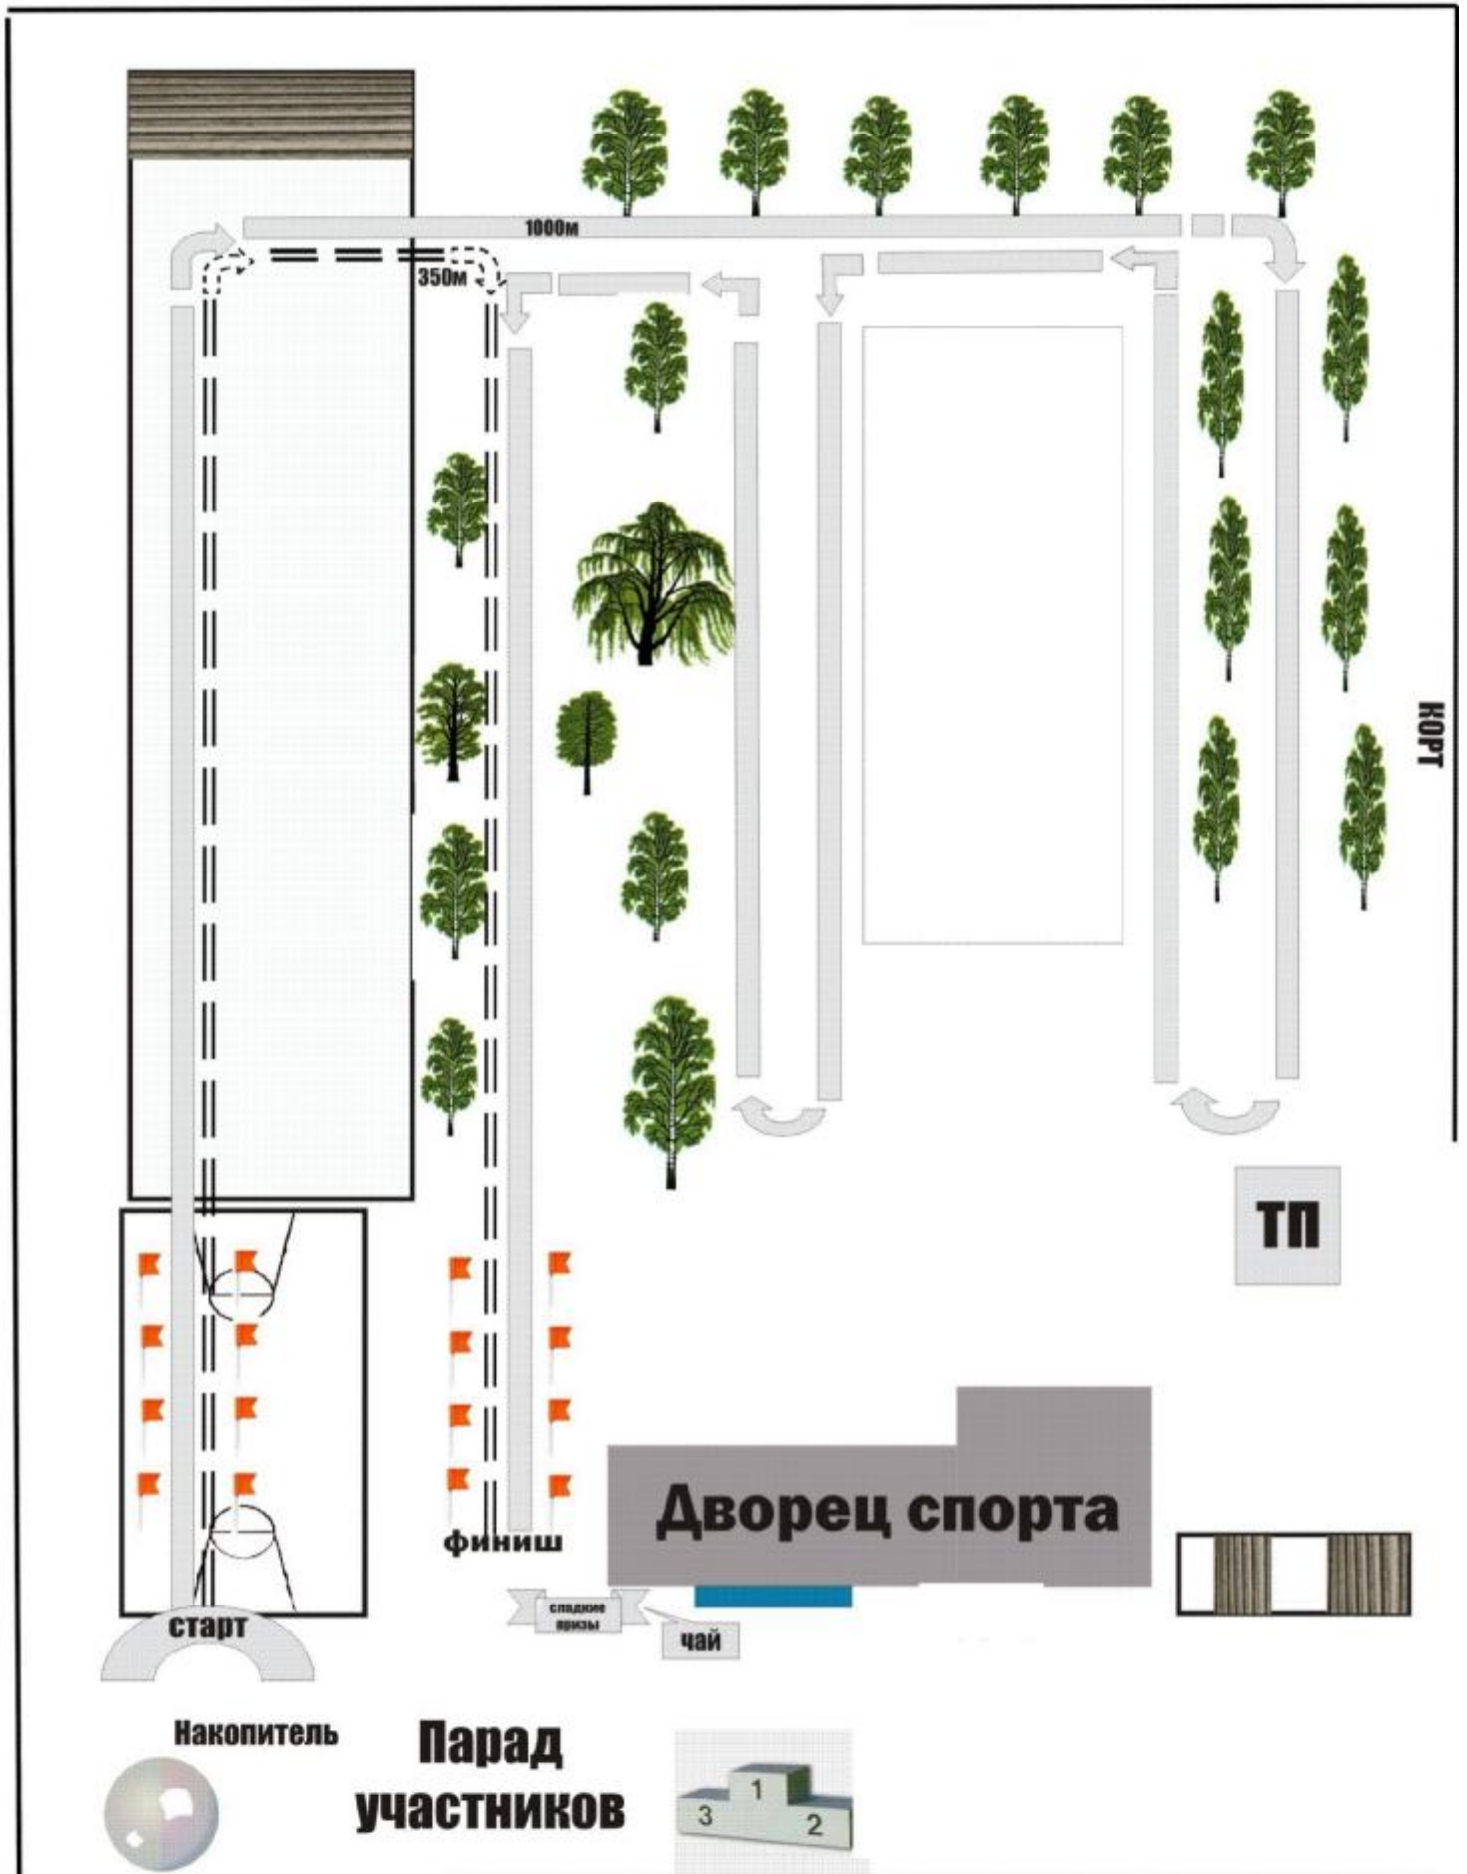 1000м
350м
КОРТ
ТП
Дворец спорта
финиш
сладкие
призы
чай
старт
Накопитель
Парад
участников
1
3
2